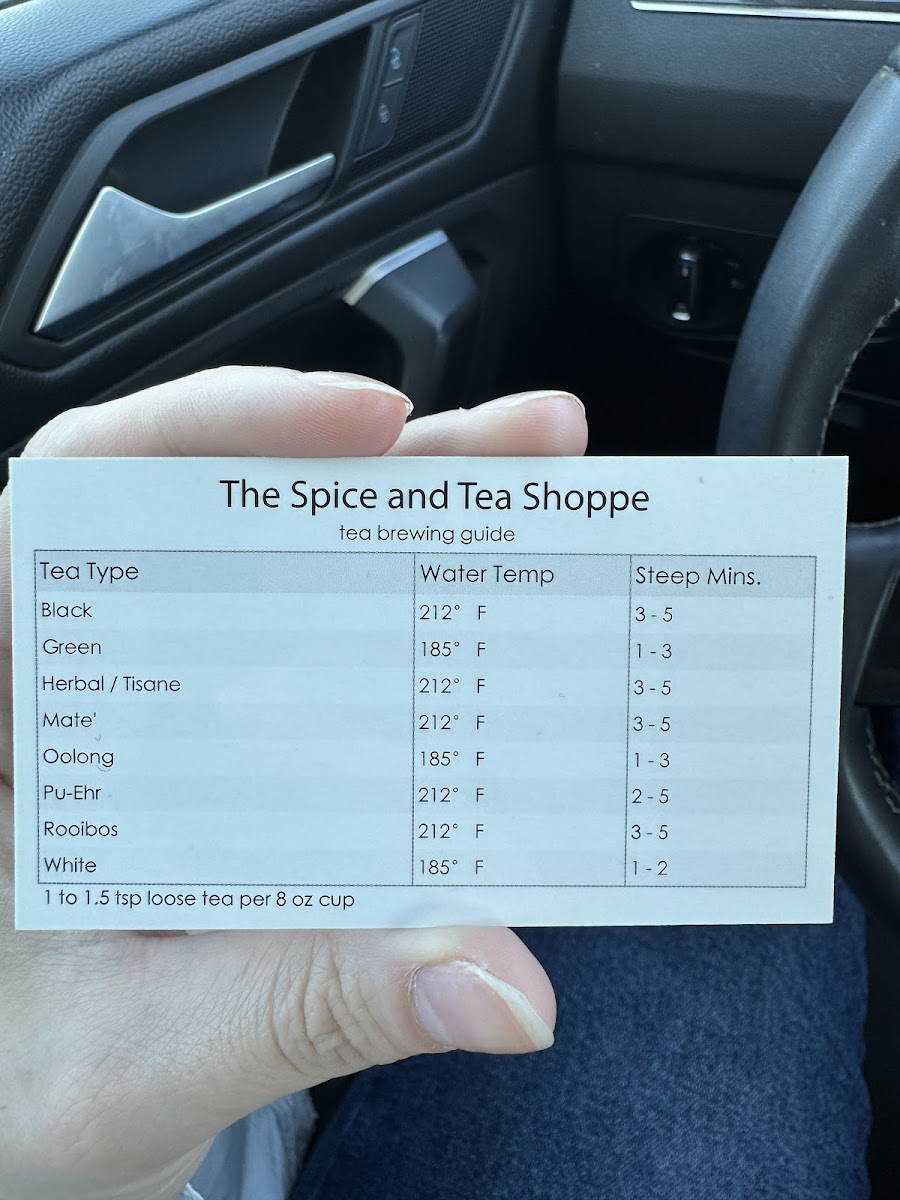 The Spice and Tea Shoppe
tea brewing guide
Tea Type Water Temp Steep Mins.
Black 212° F 3 - 5
Green 185° F 1 - 3
Herbal / Tisane 212° F 3 - 5
Mate' 212° F 3 - 5
Oolong 185° F 1 - 3
Pu-Ehr 212° F 2 - 5
Rooibos 212° F 3 - 5
White 185° F 1 - 2
1 to 1.5 tsp loose tea per 8 oz cup